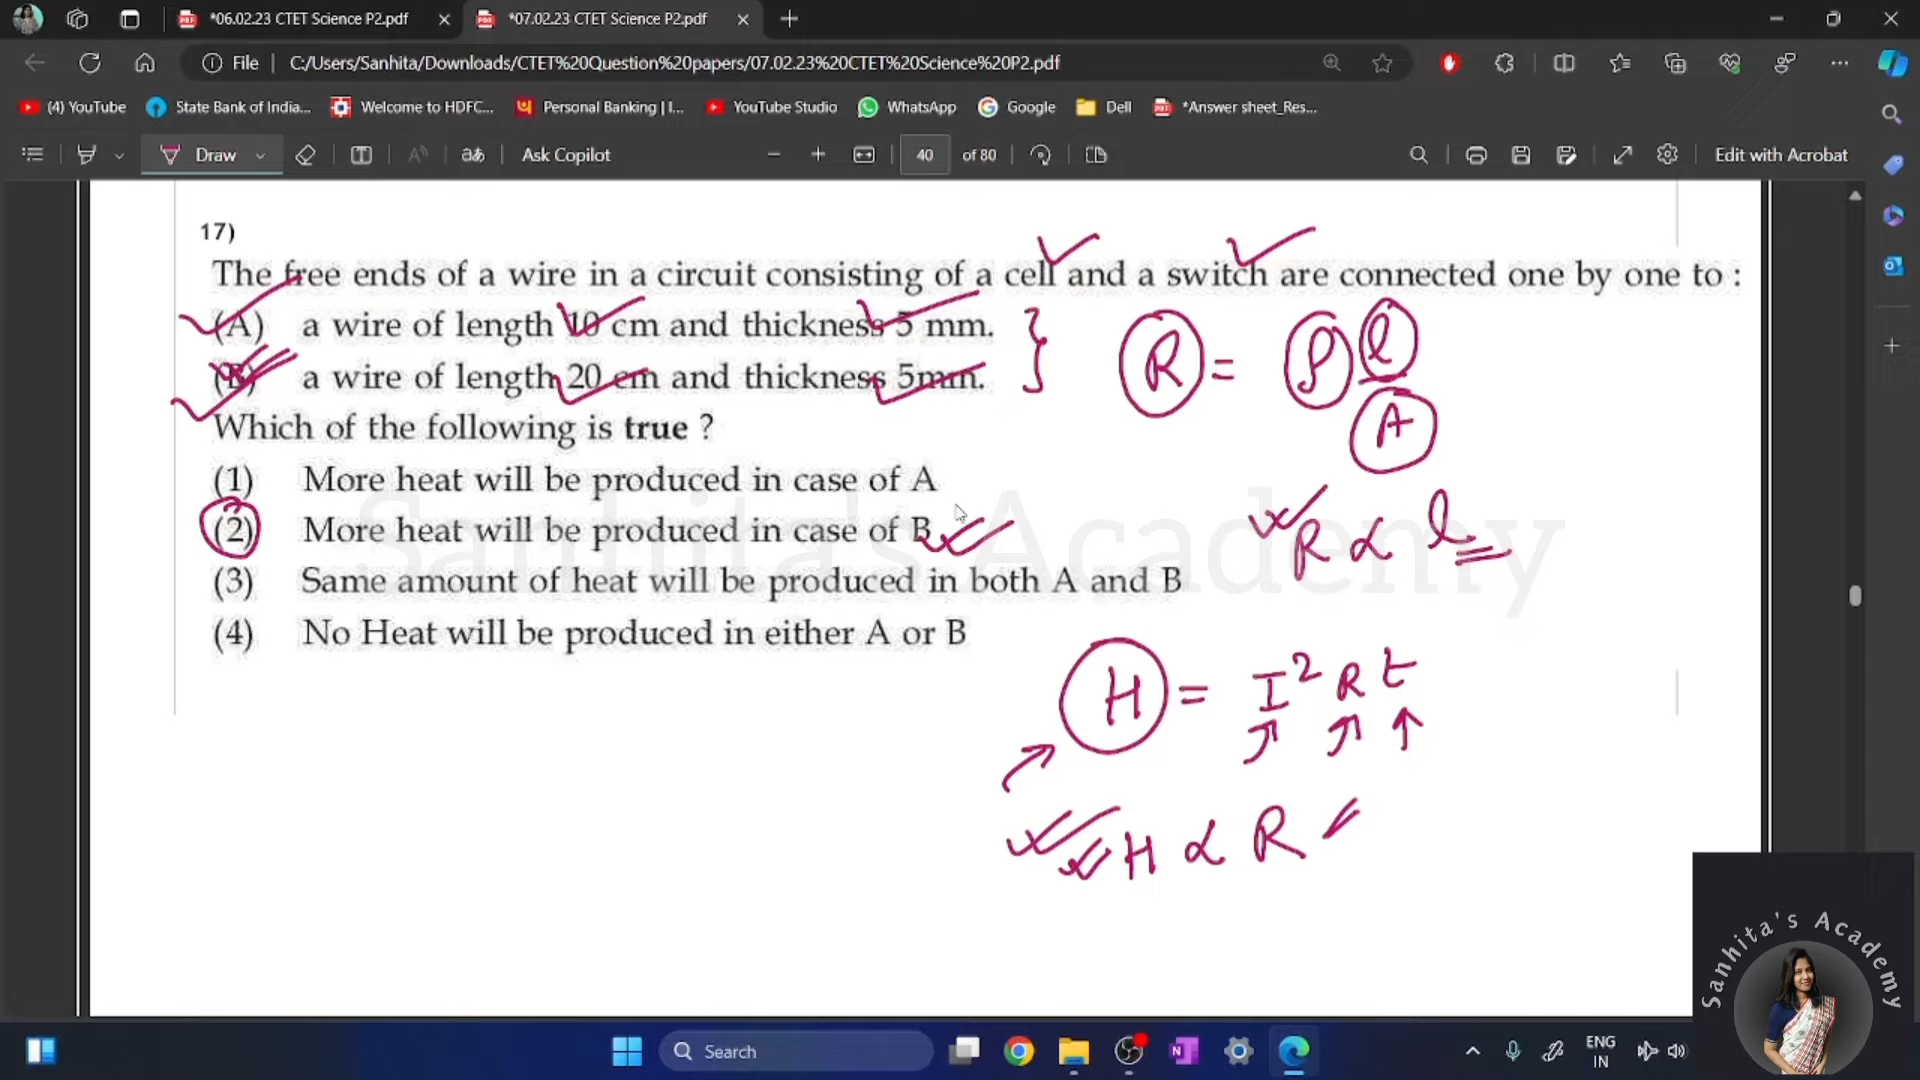 *06.02.23 CTET Science P2.pdf
*07.02.23 CTET Science P2.pdf
File
C:/Users/Sanhita/Downloads/CTET%20Question%20papers/07.02.23%20CTET%20Science%20P2.pdf
(4) YouTube
State Bank of India...
Welcome to HDFC...
Personal Banking | I...
YouTube Studio
WhatsApp
Google
Dell
*Answer sheet_Res...
Draw
Ask Copilot
40 of 80
Edit with Acrobat
17)
The free ends of a wire in a circuit consisting of a cell and a switch are connected one by one to :
(A) a wire of length 10 cm and thickness 5 mm.
(B) a wire of length 20 cm and thickness 5mm.
R = ρ l / A
Which of the following is true ?
(1) More heat will be produced in case of A
(2) More heat will be produced in case of B
R ∝ l
(3) Same amount of heat will be produced in both A and B
(4) No Heat will be produced in either A or B
H = I² R t
H ∝ R
Sanhita's Academy
Sanhita's Academy
Search
ENG
IN